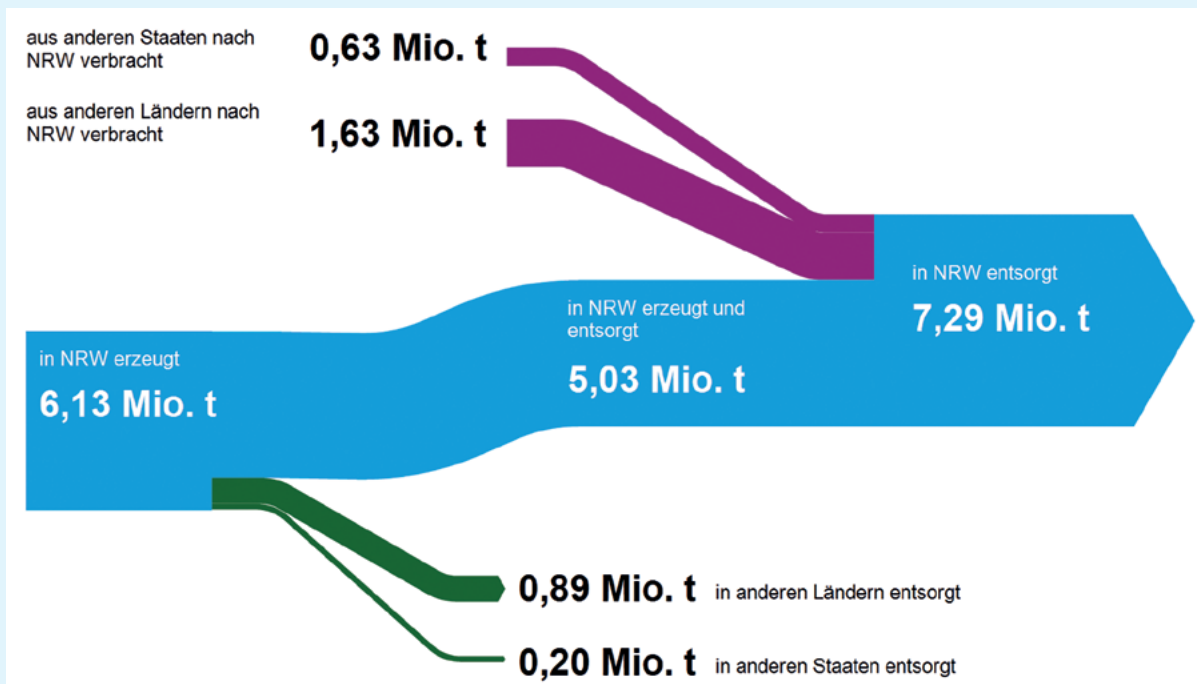 aus anderen Staaten nach
NRW verbracht
0,63 Mio. t
aus anderen Ländern nach
NRW verbracht
1,63 Mio. t
in NRW erzeugt
6,13 Mio. t
in NRW erzeugt und
entsorgt
5,03 Mio. t
in NRW entsorgt
7,29 Mio. t
0,89 Mio. t in anderen Ländern entsorgt
0,20 Mio. t in anderen Staaten entsorgt